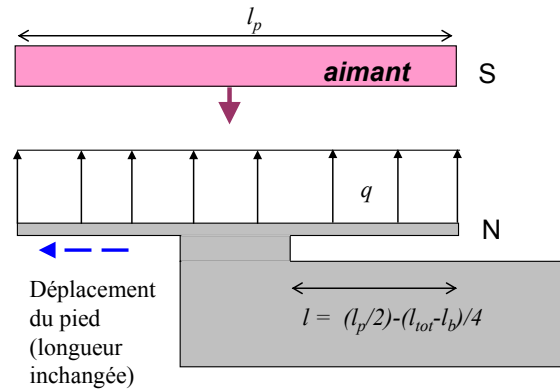 l_p
aimant S
q
N
Déplacement
du pied
(longueur
inchangée)
l = (l_p/2)-(l_tot-l_b)/4